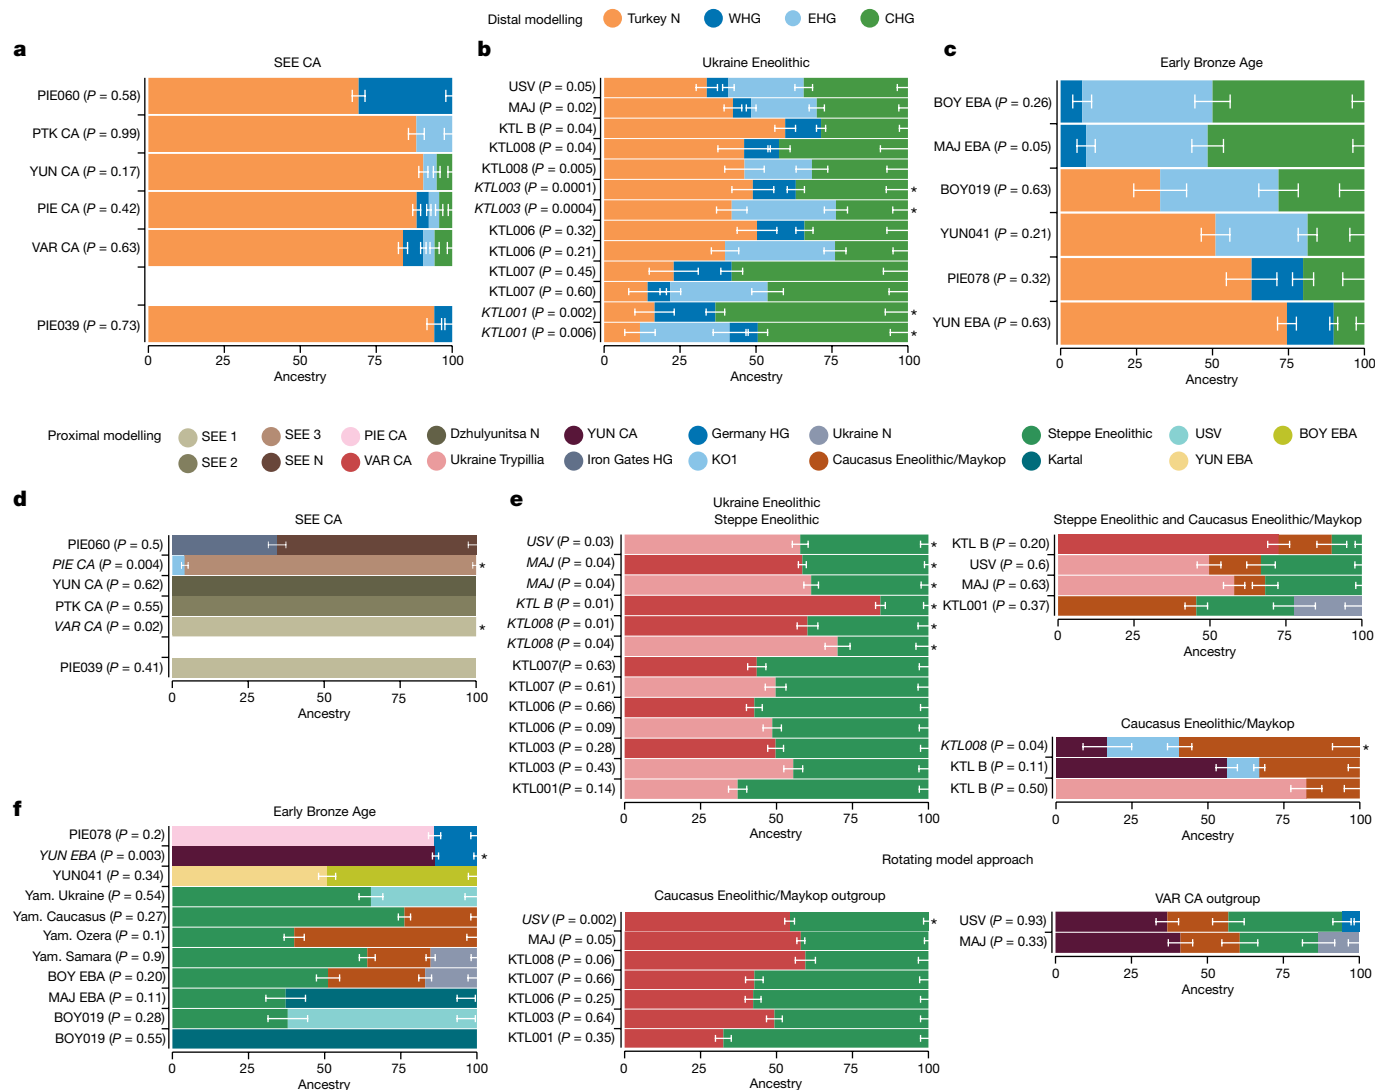 Distal modelling Turkey N WHG EHG CHG
a
SEE CA
PIE060 (P = 0.58)
PTK CA (P = 0.99)
YUN CA (P = 0.17)
PIE CA (P = 0.42)
VAR CA (P = 0.63)
PIE039 (P = 0.73)
0 25 50 75 100
Ancestry
b
Ukraine Eneolithic
USV (P = 0.05)
MAJ (P = 0.02)
KTL B (P = 0.04)
KTL008 (P = 0.04)
KTL008 (P = 0.005)
KTL003 (P = 0.0001) *
KTL003 (P = 0.0004) *
KTL006 (P = 0.32)
KTL006 (P = 0.21)
KTL007 (P = 0.45)
KTL007 (P = 0.60)
KTL001 (P = 0.002) *
KTL001 (P = 0.006) *
0 25 50 75 100
Ancestry
c
Early Bronze Age
BOY EBA (P = 0.26)
MAJ EBA (P = 0.05)
BOY019 (P = 0.63)
YUN041 (P = 0.21)
PIE078 (P = 0.32)
YUN EBA (P = 0.63)
0 25 50 75 100
Ancestry
Proximal modelling SEE 1 SEE 3 PIE CA Dzhulyunitsa N YUN CA Germany HG Ukraine N Steppe Eneolithic USV BOY EBA
SEE 2 SEE N VAR CA Ukraine Trypillia Iron Gates HG KO1 Caucasus Eneolithic/Maykop Kartal YUN EBA
d
SEE CA
PIE060 (P = 0.5)
PIE CA (P = 0.004) *
YUN CA (P = 0.62)
PTK CA (P = 0.55)
VAR CA (P = 0.02) *
PIE039 (P = 0.41)
0 25 50 75 100
Ancestry
e
Ukraine Eneolithic
Steppe Eneolithic
USV (P = 0.03) *
MAJ (P = 0.04) *
MAJ (P = 0.04) *
KTL B (P = 0.01) *
KTL008 (P = 0.01) *
KTL008 (P = 0.04) *
KTL007(P = 0.63)
KTL007 (P = 0.61)
KTL006 (P = 0.66)
KTL006 (P = 0.09)
KTL003 (P = 0.28)
KTL003 (P = 0.43)
KTL001(P = 0.14)
0 25 50 75 100
Ancestry
Steppe Eneolithic and Caucasus Eneolithic/Maykop
KTL B (P = 0.20)
USV (P = 0.6)
MAJ (P = 0.63)
KTL001 (P = 0.37)
0 25 50 75 100
Ancestry
Caucasus Eneolithic/Maykop
KTL008 (P = 0.04) *
KTL B (P = 0.11)
KTL B (P = 0.50)
0 25 50 75 100
Ancestry
Rotating model approach
Caucasus Eneolithic/Maykop outgroup
USV (P = 0.002) *
MAJ (P = 0.05)
KTL008 (P = 0.06)
KTL007 (P = 0.66)
KTL006 (P = 0.25)
KTL003 (P = 0.64)
KTL001 (P = 0.35)
0 25 50 75 100
Ancestry
VAR CA outgroup
USV (P = 0.93)
MAJ (P = 0.33)
0 25 50 75 100
Ancestry
f
Early Bronze Age
PIE078 (P = 0.2)
YUN EBA (P = 0.003) *
YUN041 (P = 0.34)
Yam. Ukraine (P = 0.54)
Yam. Caucasus (P = 0.27)
Yam. Ozera (P = 0.1)
Yam. Samara (P = 0.9)
BOY EBA (P = 0.20)
MAJ EBA (P = 0.11)
BOY019 (P = 0.28)
BOY019 (P = 0.55)
0 25 50 75 100
Ancestry